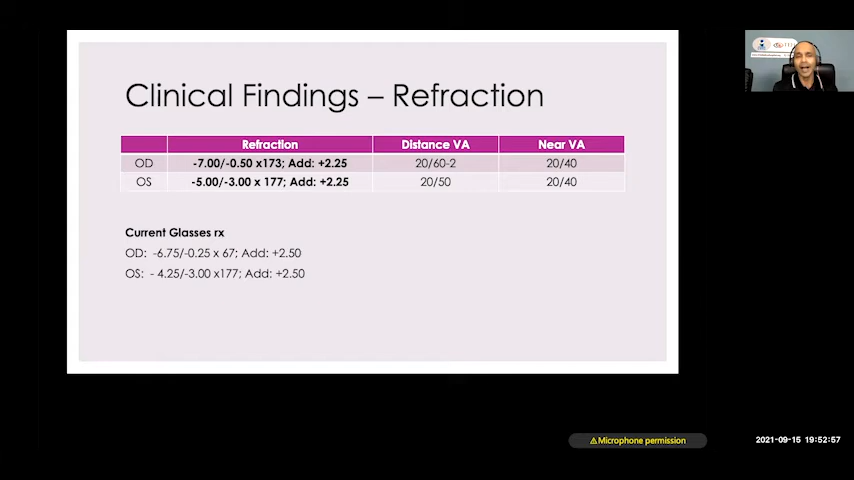 Clinical Findings – Refraction
Refraction Distance VA Near VA
OD -7.00/-0.50 x173; Add: +2.25 20/60-2 20/40
OS -5.00/-3.00 x 177; Add: +2.25 20/50 20/40
Current Glasses rx
OD: -6.75/-0.25 x 67; Add: +2.50
OS: - 4.25/-3.00 x177; Add: +2.50
⚠Microphone permission
2021-09-15 19:52:57